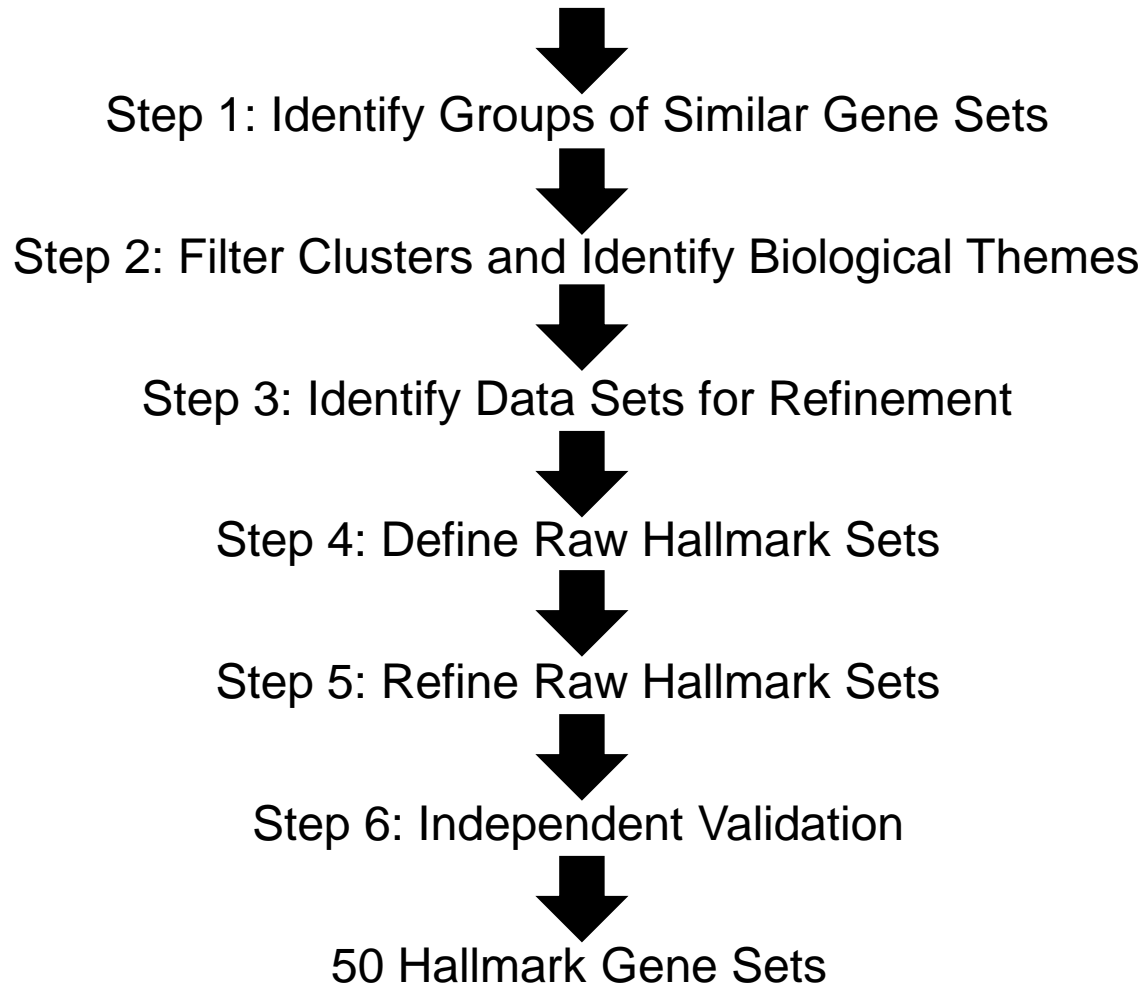 Step 1: Identify Groups of Similar Gene Sets
Step 2: Filter Clusters and Identify Biological Themes
Step 3: Identify Data Sets for Refinement
Step 4: Define Raw Hallmark Sets
Step 5: Refine Raw Hallmark Sets
Step 6: Independent Validation
50 Hallmark Gene Sets